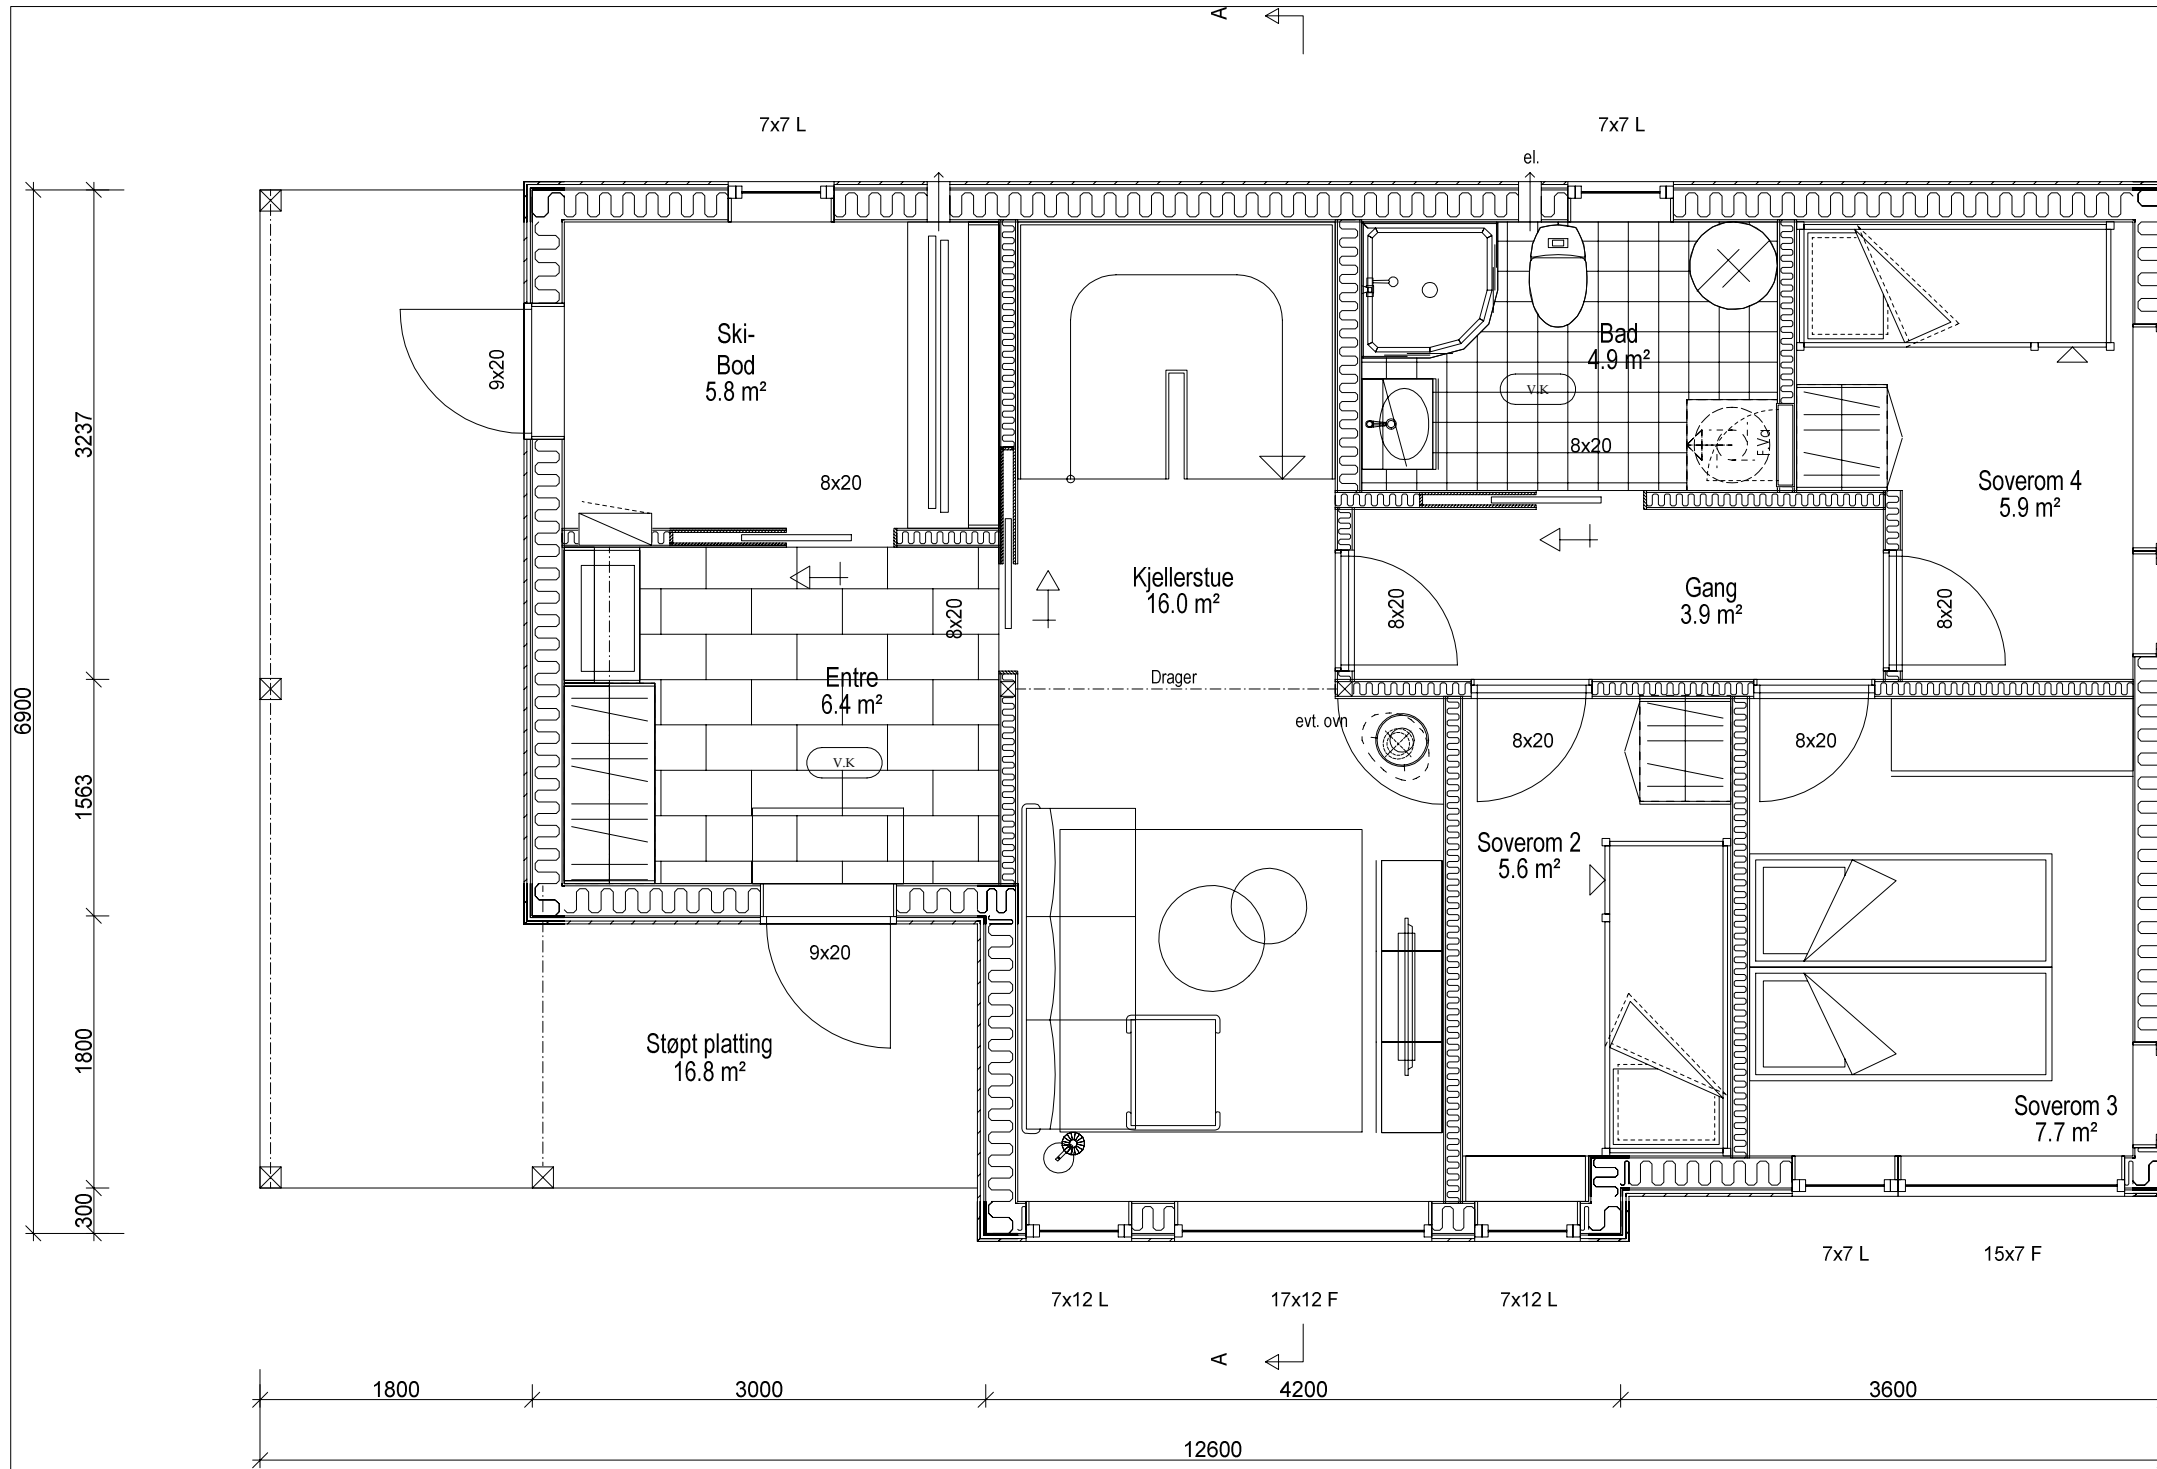 A
7x7 L
7x7 L
el.
9x20
Ski-
Bod
5.8 m²
8x20
Bad
4.9 m²
V.K
8x20
F.Va
Soverom 4
5.9 m²
3237
6900
1563
1800
300
Kjellerstue
16.0 m²
8x20
8x20
Gang
3.9 m²
8x20
Entre
6.4 m²
V.K
Drager
evt. ovn
8x20
8x20
Soverom 2
5.6 m²
9x20
Støpt platting
16.8 m²
Soverom 3
7.7 m²
7x7 L
15x7 F
7x12 L
17x12 F
7x12 L
A
1800
3000
4200
3600
12600